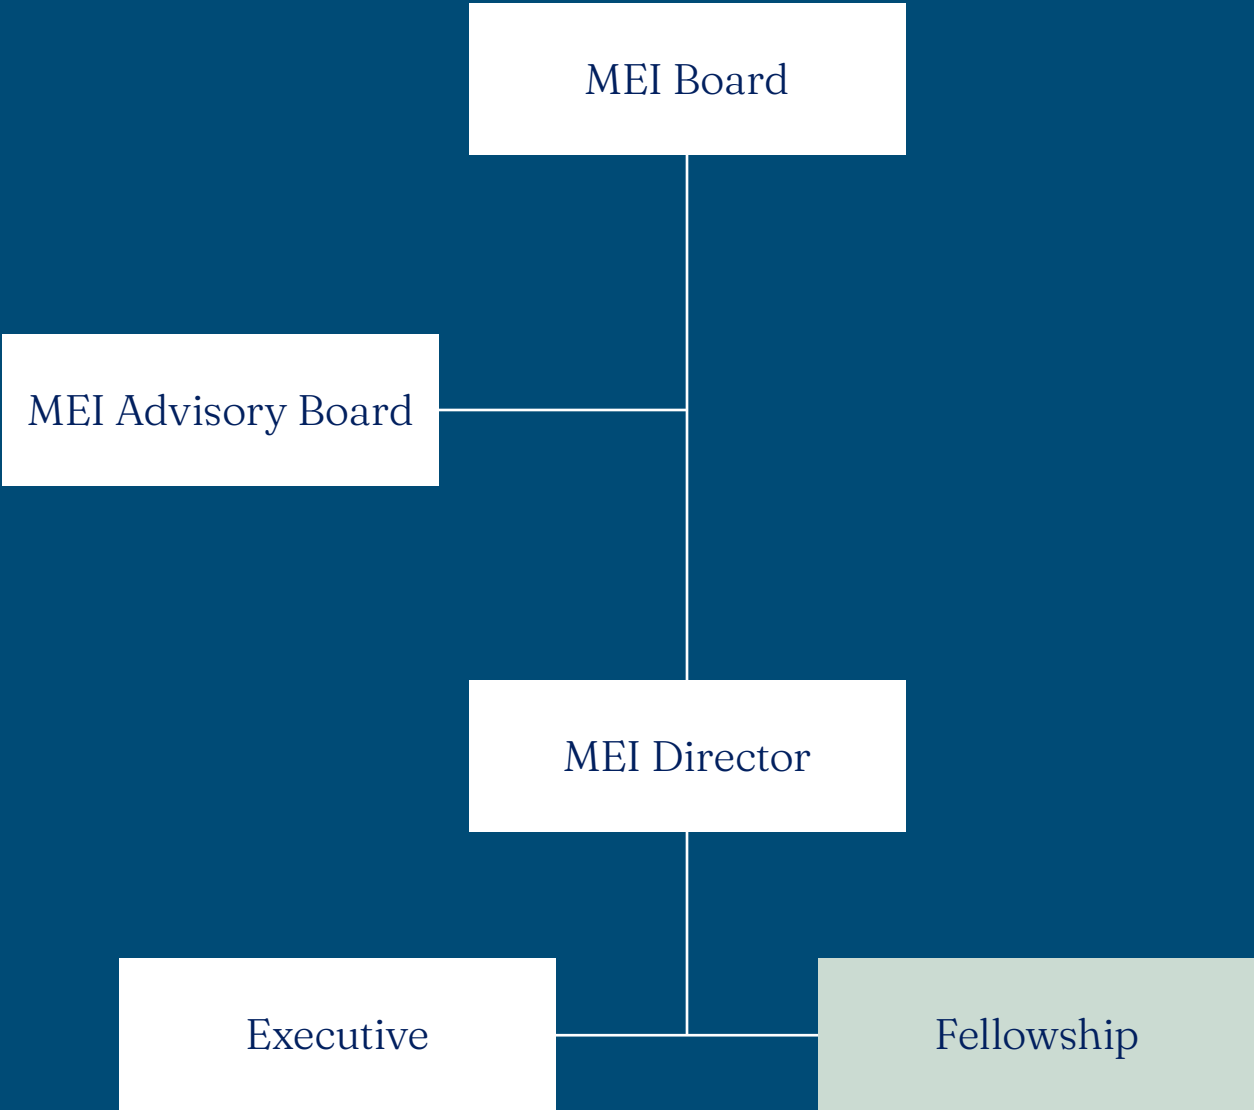 MEI Board
MEI Advisory Board
MEI Director
Executive
Fellowship